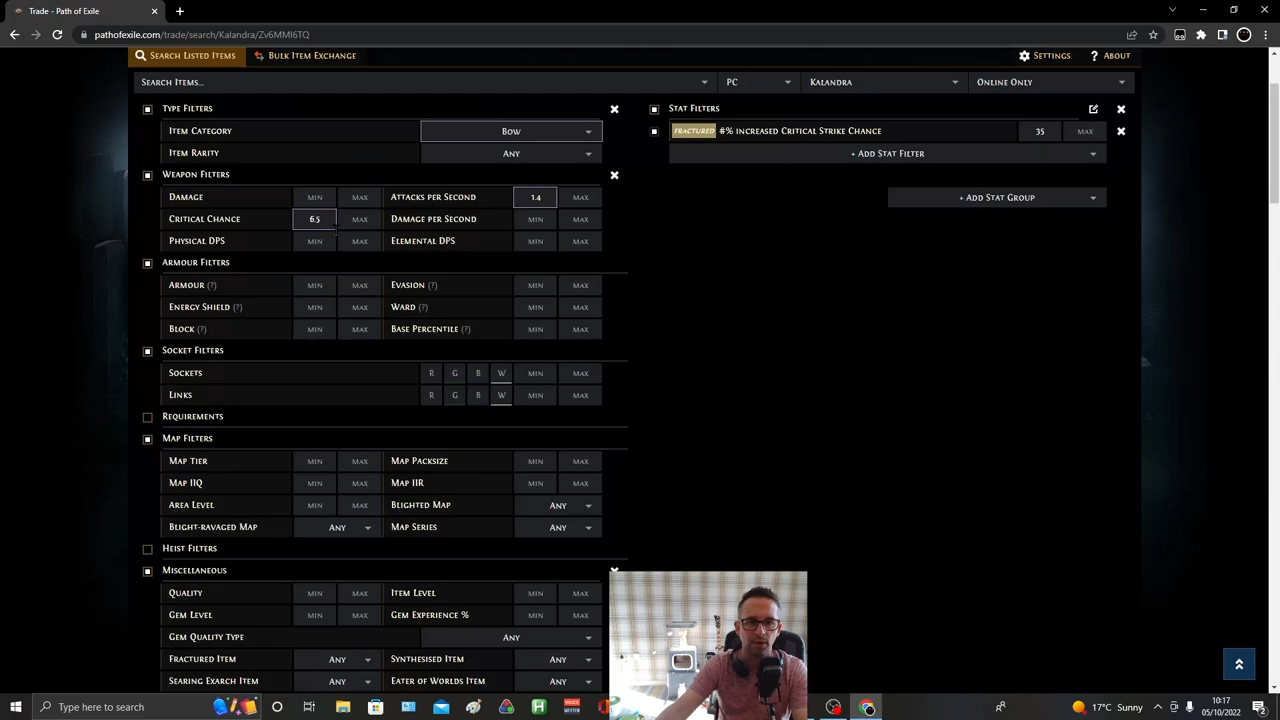 Trade - Path of Exile
pathofexile.com/trade/search/Kalandra/Zv6MMI6TQ
Search Listed Items
Bulk Item Exchange
Settings
? About
Search Items...
PC
Kalandra
Online Only
Type Filters
Item Category
Bow
Item Rarity
Any
Weapon Filters
Damage MIN MAX Attacks per Second 1.4 MAX
Critical Chance 6.5 MAX Damage per Second MIN MAX
Physical DPS MIN MAX Elemental DPS MIN MAX
Armour Filters
Armour (?) MIN MAX Evasion (?) MIN MAX
Energy Shield (?) MIN MAX Ward (?) MIN MAX
Block (?) MIN MAX Base Percentile (?) MIN MAX
Socket Filters
Sockets R G B W MIN MAX
Links R G B W MIN MAX
Requirements
Map Filters
Map Tier MIN MAX Map Packsize MIN MAX
Map IIQ MIN MAX Map IIR MIN MAX
Area Level MIN MAX Blighted Map Any
Blight-ravaged Map Any Map Series Any
Heist Filters
Miscellaneous
Quality MIN MAX Item Level MIN MAX
Gem Level MIN MAX Gem Experience % MIN MAX
Gem Quality Type Any
Fractured Item Any Synthesised Item Any
Searing Exarch Item Any Eater of Worlds Item Any
Stat Filters
FRACTURED #% increased Critical Strike Chance 35 MAX
+ Add Stat Filter
+ Add Stat Group
Type here to search
17°C Sunny
10:17
05/10/2022